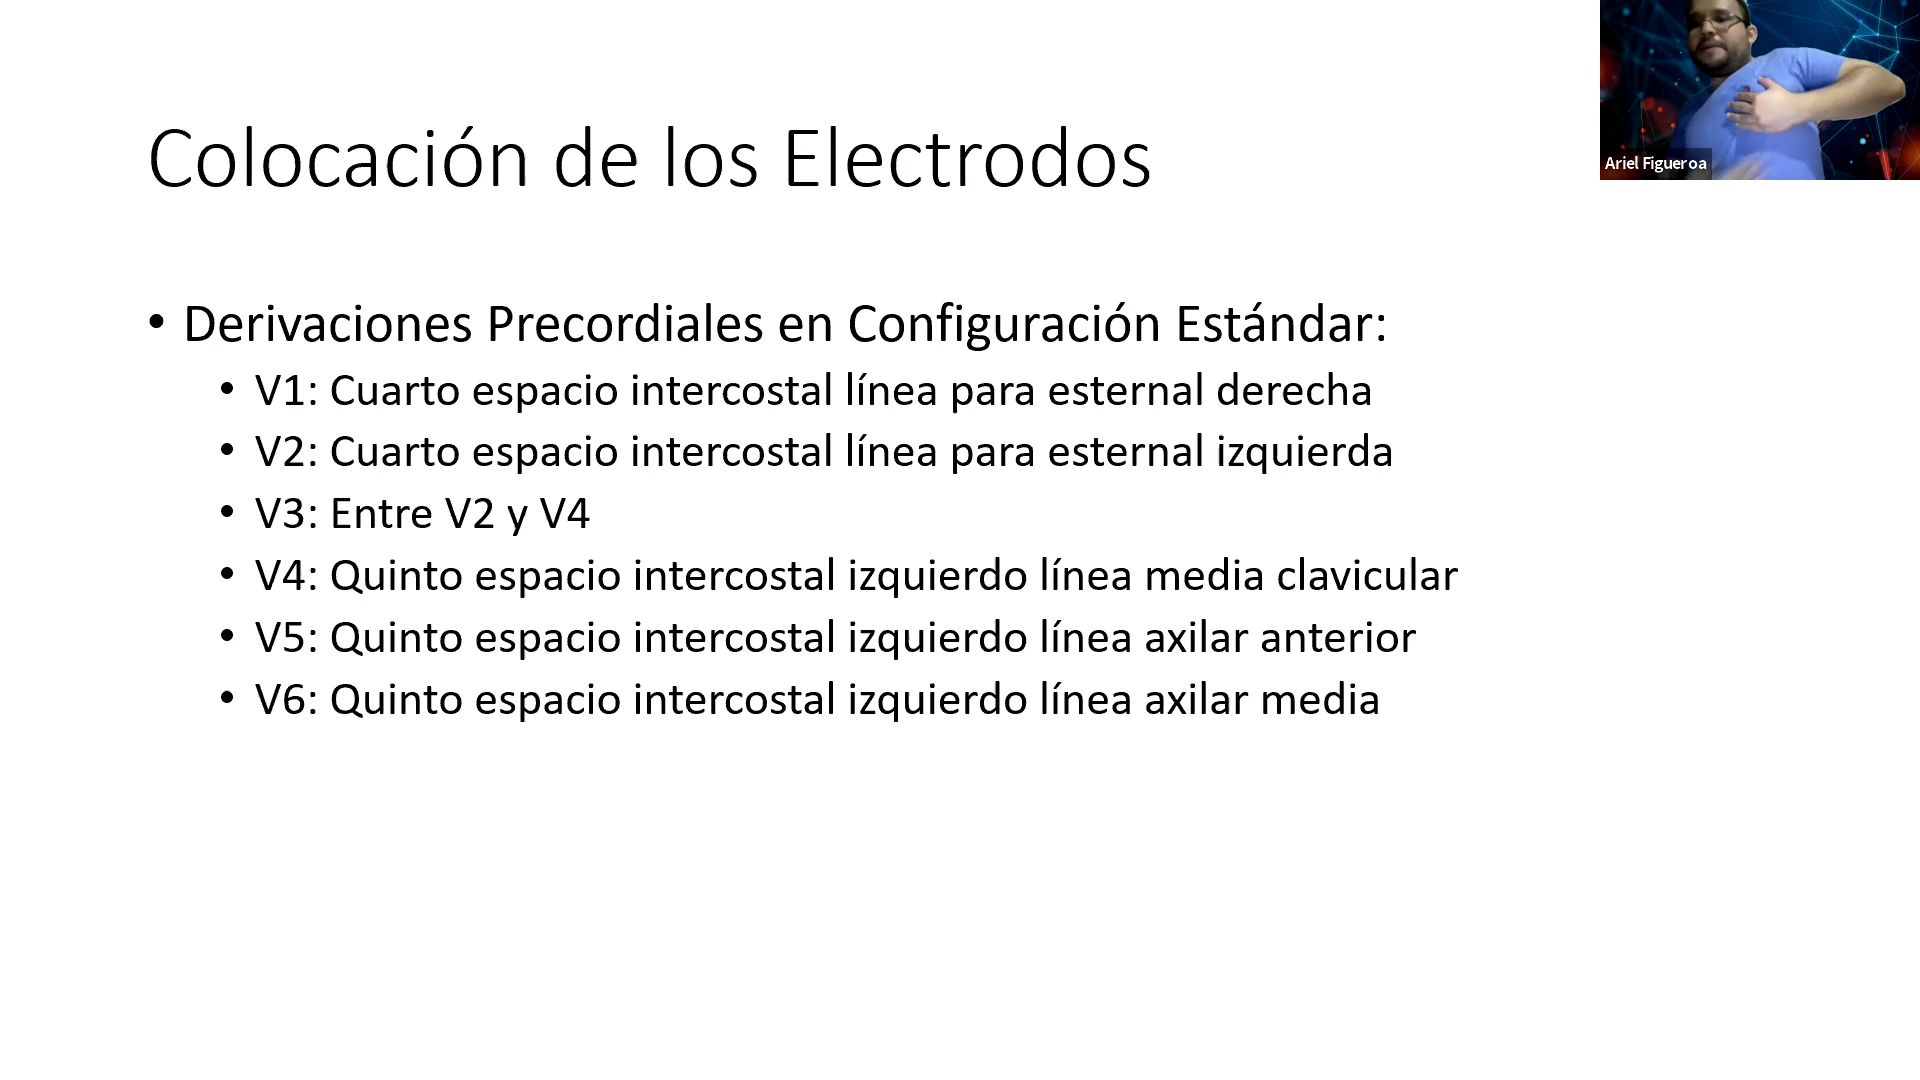 Colocación de los Electrodos
Ariel Figueroa
• Derivaciones Precordiales en Configuración Estándar:
• V1: Cuarto espacio intercostal línea para esternal derecha
• V2: Cuarto espacio intercostal línea para esternal izquierda
• V3: Entre V2 y V4
• V4: Quinto espacio intercostal izquierdo línea media clavicular
• V5: Quinto espacio intercostal izquierdo línea axilar anterior
• V6: Quinto espacio intercostal izquierdo línea axilar media